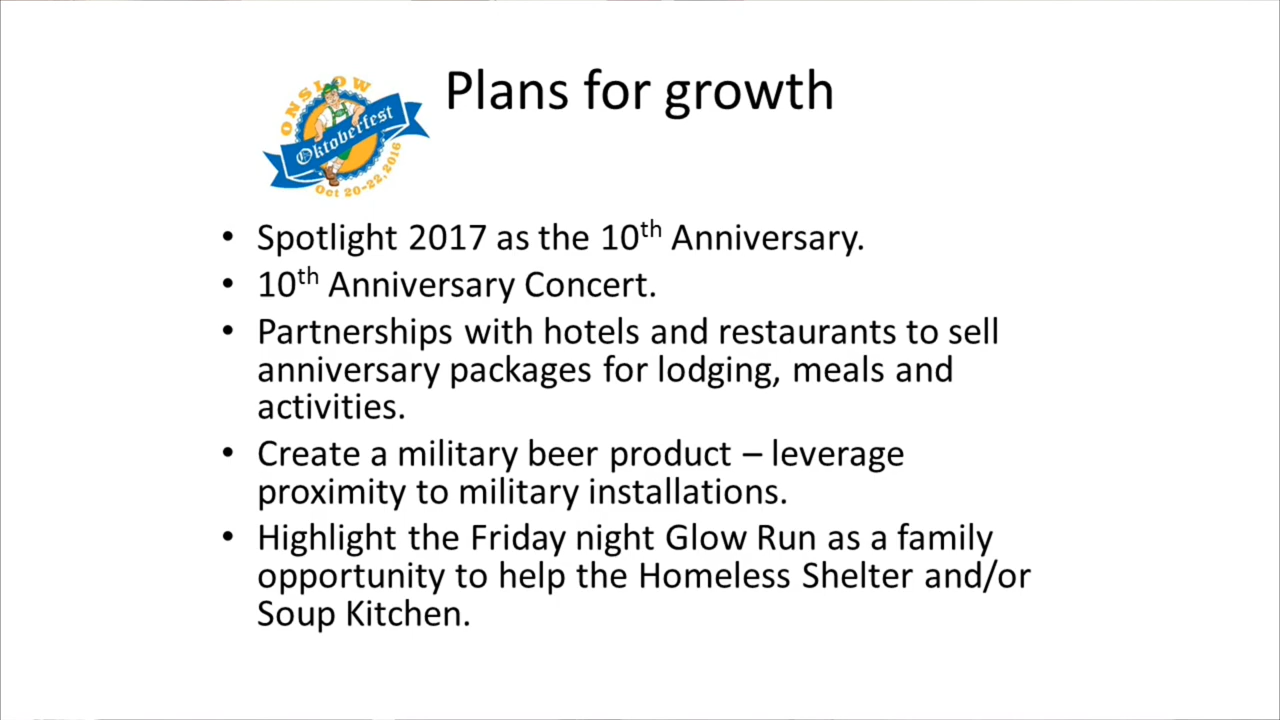 ONSLOW
Oktoberfest
Oct 20-22, 2016
Plans for growth
• Spotlight 2017 as the 10th Anniversary.
• 10th Anniversary Concert.
• Partnerships with hotels and restaurants to sell
anniversary packages for lodging, meals and
activities.
• Create a military beer product – leverage
proximity to military installations.
• Highlight the Friday night Glow Run as a family
opportunity to help the Homeless Shelter and/or
Soup Kitchen.